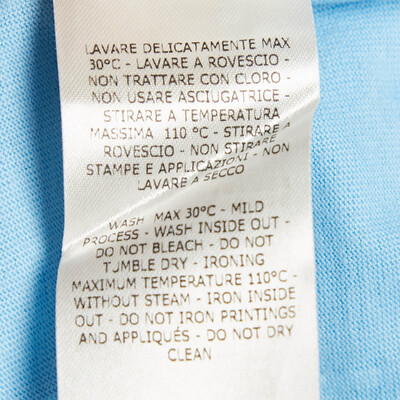 LAVARE DELICATAMENTE MAX
30°C - LAVARE A ROVESCIO -
NON TRATTARE CON CLORO -
NON USARE ASCIUGATRICE -
STIRARE A TEMPERATURA
MASSIMA 110 °C - STIRARE A
ROVESCIO - NON STIRARE
STAMPE E APPLICAZIONI - NON
LAVARE A SECCO
WASH MAX 30°C - MILD
PROCESS - WASH INSIDE OUT -
DO NOT BLEACH - DO NOT
TUMBLE DRY - IRONING
MAXIMUM TEMPERATURE 110°C -
WITHOUT STEAM - IRON INSIDE
OUT - DO NOT IRON PRINTINGS
AND APPLIQUÉS - DO NOT DRY
CLEAN